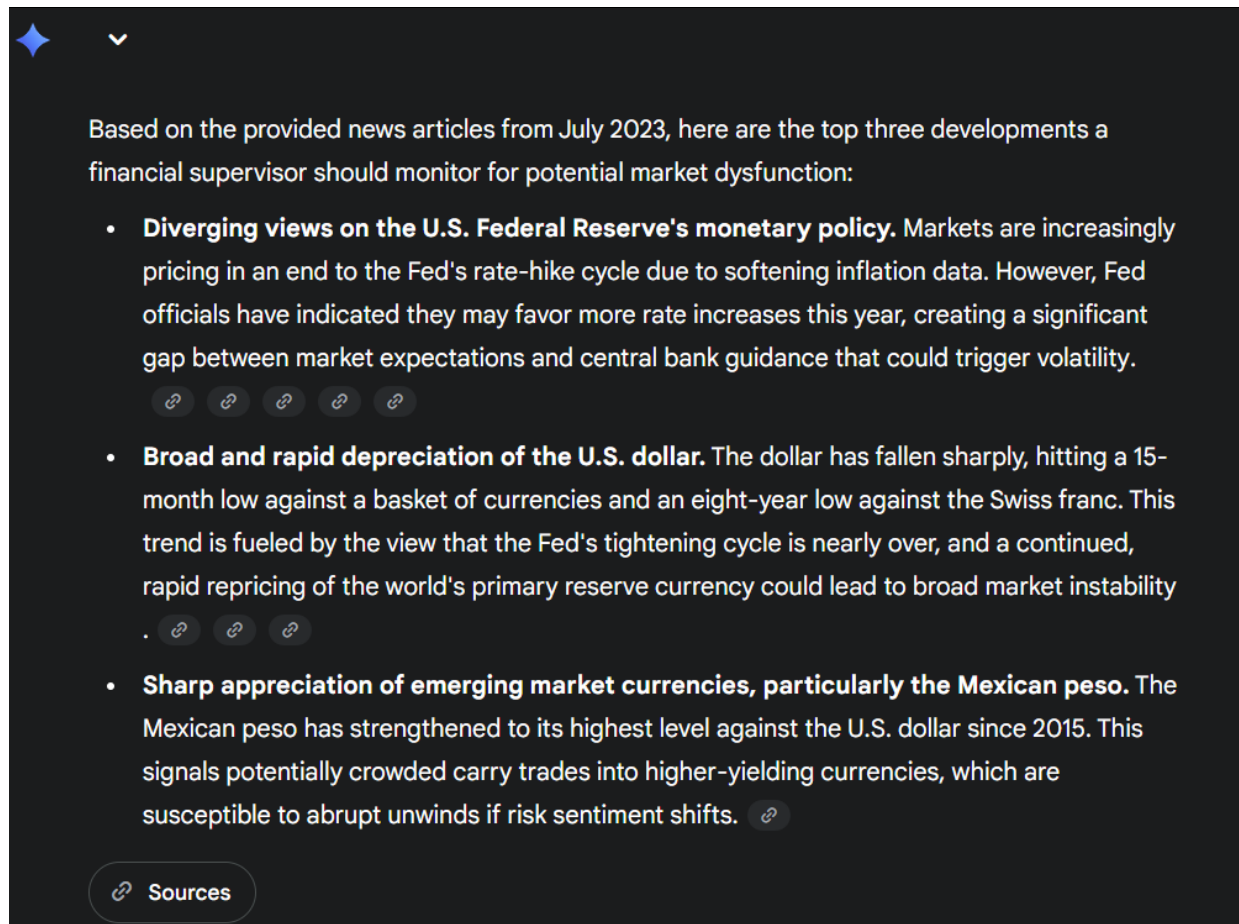 Based on the provided news articles from July 2023, here are the top three developments a
financial supervisor should monitor for potential market dysfunction:
• Diverging views on the U.S. Federal Reserve's monetary policy. Markets are increasingly
pricing in an end to the Fed's rate-hike cycle due to softening inflation data. However, Fed
officials have indicated they may favor more rate increases this year, creating a significant
gap between market expectations and central bank guidance that could trigger volatility.
• Broad and rapid depreciation of the U.S. dollar. The dollar has fallen sharply, hitting a 15-
month low against a basket of currencies and an eight-year low against the Swiss franc. This
trend is fueled by the view that the Fed's tightening cycle is nearly over, and a continued,
rapid repricing of the world's primary reserve currency could lead to broad market instability
.
• Sharp appreciation of emerging market currencies, particularly the Mexican peso. The
Mexican peso has strengthened to its highest level against the U.S. dollar since 2015. This
signals potentially crowded carry trades into higher-yielding currencies, which are
susceptible to abrupt unwinds if risk sentiment shifts.
Sources